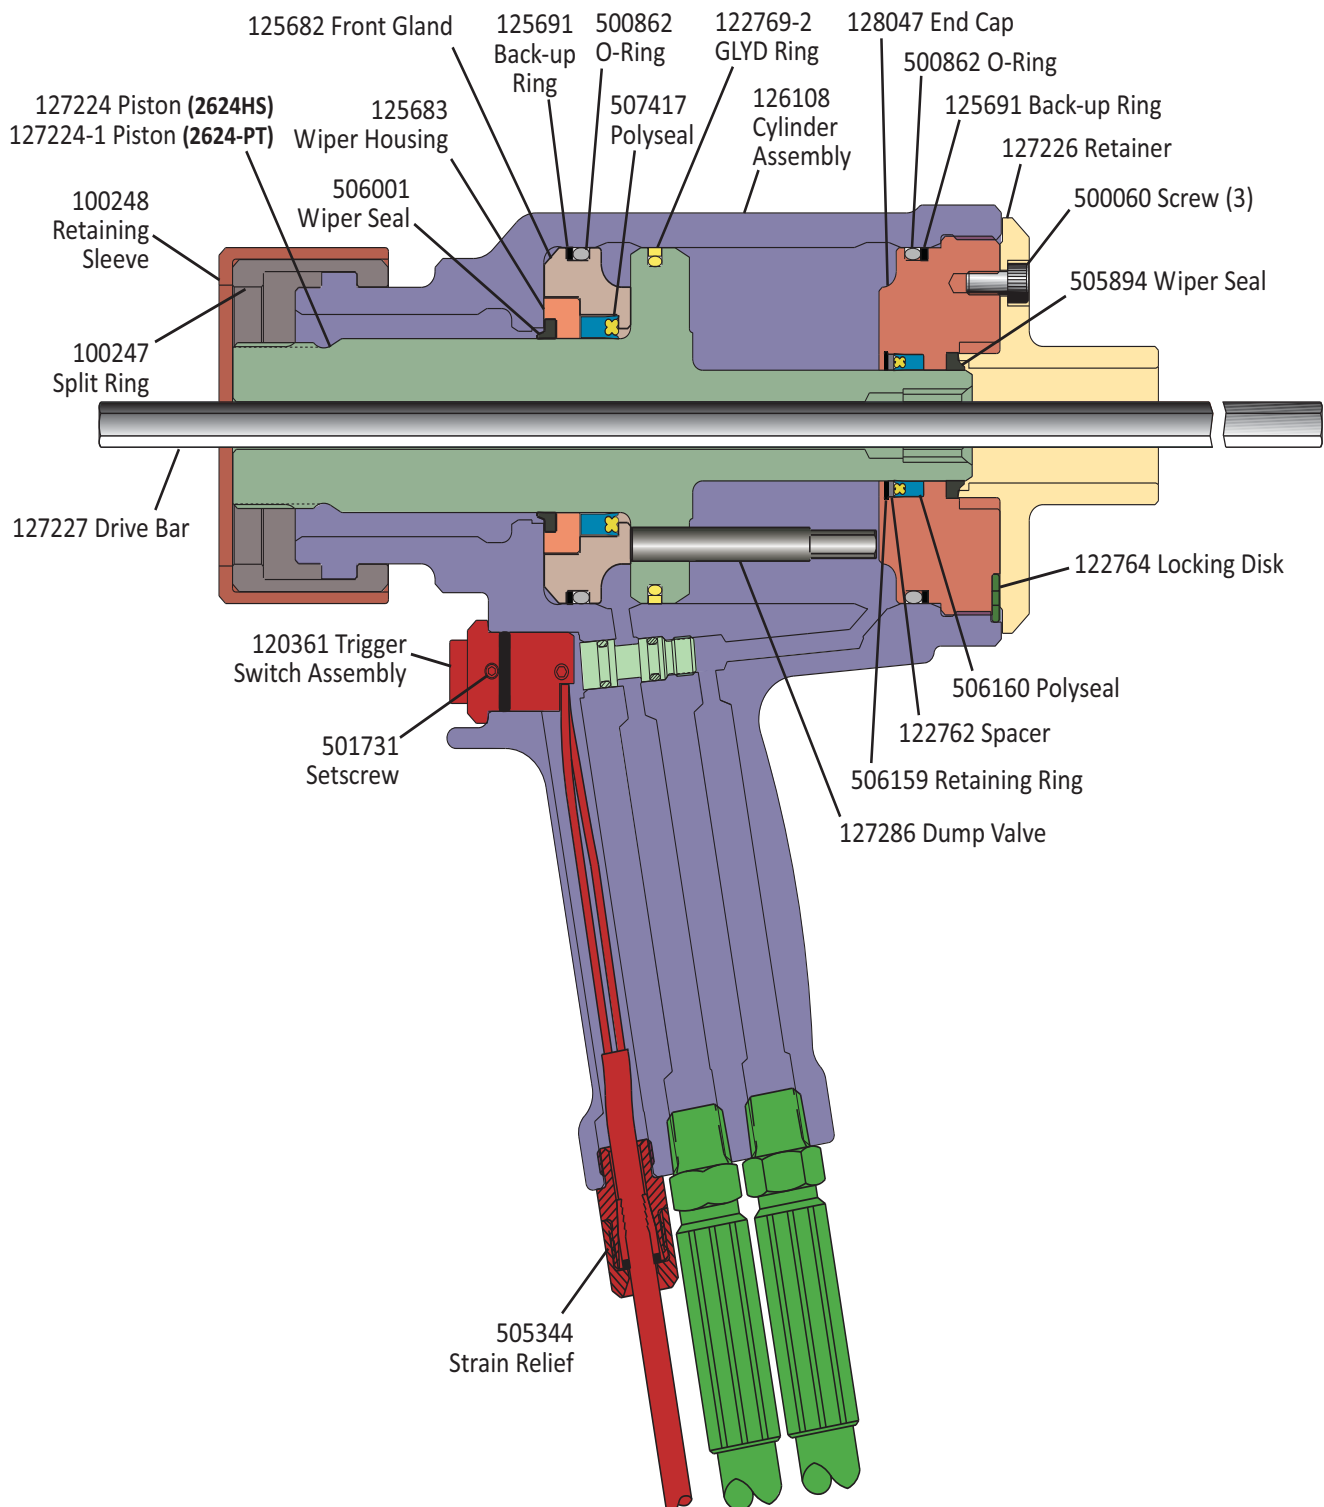 125682 Front Gland
125691
Back-up
Ring
500862
O-Ring
122769-2
GLYD Ring
128047 End Cap
500862 O-Ring
127224 Piston (2624HS)
127224-1 Piston (2624-PT)
125683
Wiper Housing
507417
Polyseal
126108
Cylinder
Assembly
125691 Back-up Ring
127226 Retainer
100248
Retaining
Sleeve
506001
Wiper Seal
500060 Screw (3)
505894 Wiper Seal
100247
Split Ring
127227 Drive Bar
122764 Locking Disk
120361 Trigger
Switch Assembly
506160 Polyseal
501731
Setscrew
122762 Spacer
506159 Retaining Ring
127286 Dump Valve
505344
Strain Relief